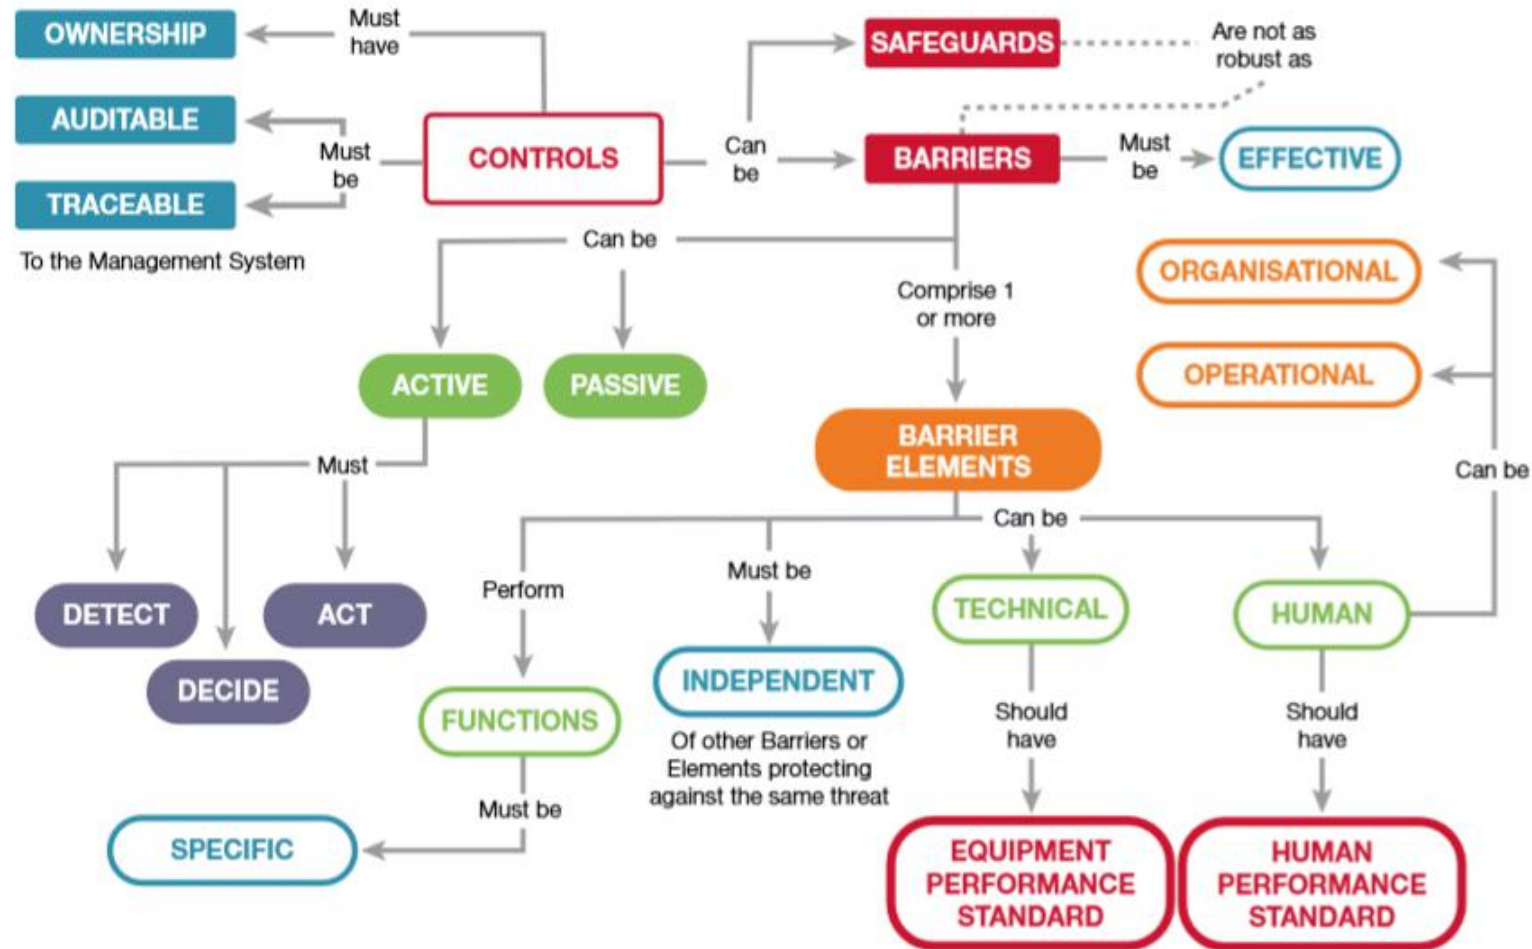 OWNERSHIP
Must
have
SAFEGUARDS
Are not as
robust as
AUDITABLE
Must
be
CONTROLS
Can
be
BARRIERS
Must
be
EFFECTIVE
TRACEABLE
To the Management System
Can be
Comprise 1
or more
ORGANISATIONAL
OPERATIONAL
ACTIVE
PASSIVE
BARRIER
ELEMENTS
Can be
Must
Can be
Perform
Must be
DETECT
ACT
DECIDE
TECHNICAL
HUMAN
FUNCTIONS
INDEPENDENT
Of other Barriers or
Elements protecting
against the same threat
Should
have
Should
have
Must be
SPECIFIC
EQUIPMENT
PERFORMANCE
STANDARD
HUMAN
PERFORMANCE
STANDARD